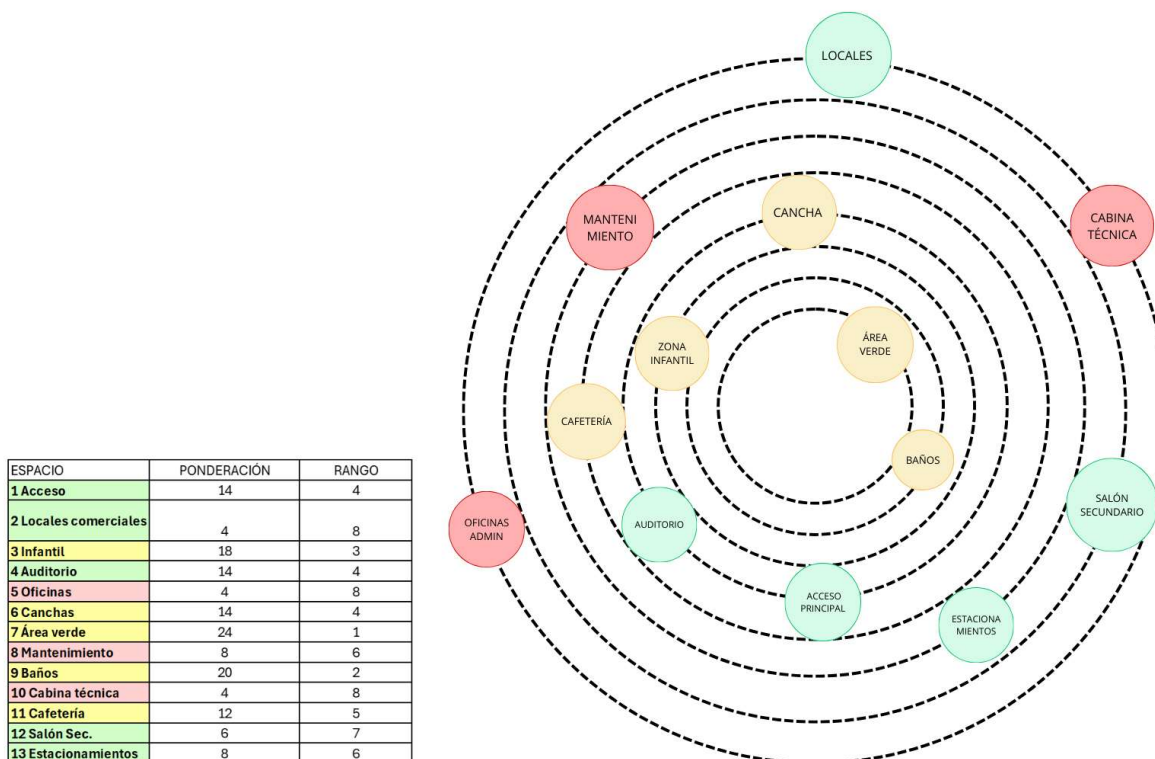 LOCALES
MANTENI
MIENTO
CANCHA
CABINA
TÉCNICA
ZONA
INFANTIL
ÁREA
VERDE
CAFETERÍA
BAÑOS
OFICINAS
ADMIN
AUDITORIO
SALÓN
SECUNDARIO
ACCESO
PRINCIPAL
ESTACIONA
MIENTOS
ESPACIO PONDERACIÓN RANGO
1 Acceso 14 4
2 Locales comerciales 4 8
3 Infantil 18 3
4 Auditorio 14 4
5 Oficinas 4 8
6 Canchas 14 4
7 Área verde 24 1
8 Mantenimiento 8 6
9 Baños 20 2
10 Cabina técnica 4 8
11 Cafetería 12 5
12 Salón Sec. 6 7
13 Estacionamientos 8 6